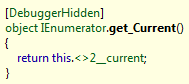 [DebuggerHidden]
object IEnumerator.get_Current()
{
    return this.<>2__current;
}